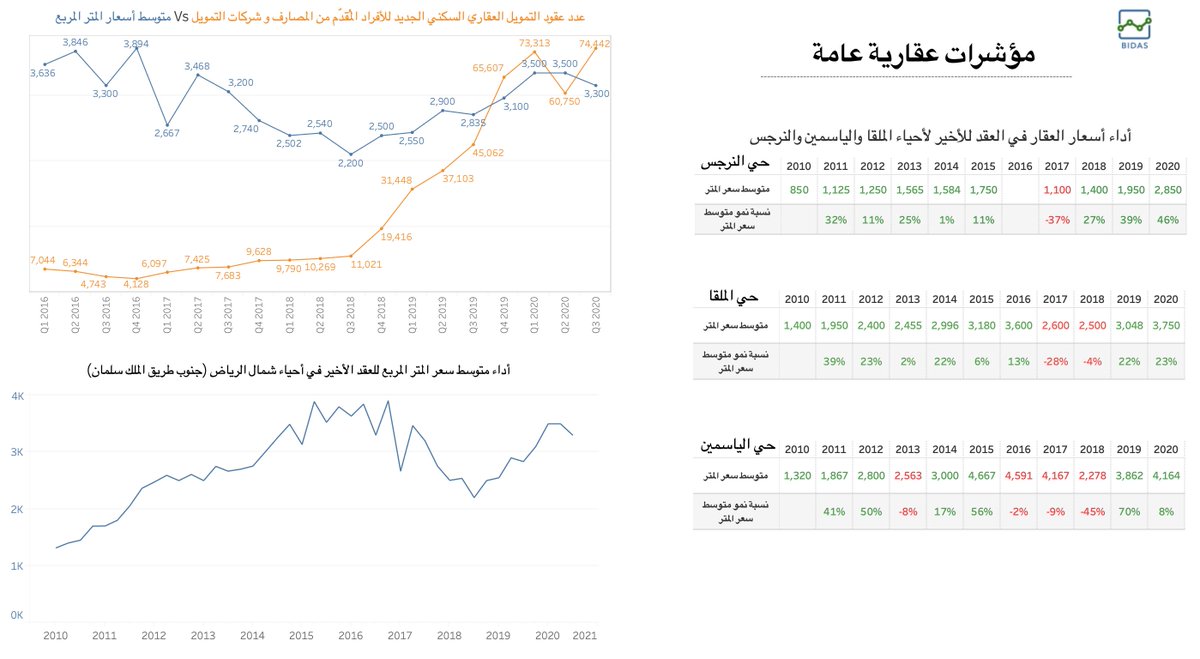 BIDAS
مؤشرات عقارية عامة
عدد عقود التمويل العقاري السكني الجديد للأفراد المُقدّم من المصارف و شركات التمويل Vs متوسط أسعار المتر المربع
3,636 3,846 3,300 3,894 2,667 3,468 3,200 2,740 2,502 2,540 2,200 2,500 2,550 2,900 2,835 3,100 3,500 3,500 3,300
7,044 6,344 4,743 4,128 6,097 7,425 7,683 9,628 9,790 10,269 11,021 19,416 31,448 37,103 45,062 65,607 73,313 60,750 74,442
Q1 2016 Q2 2016 Q3 2016 Q4 2016 Q1 2017 Q2 2017 Q3 2017 Q4 2017 Q1 2018 Q2 2018 Q3 2018 Q4 2018 Q1 2019 Q2 2019 Q3 2019 Q4 2019 Q1 2020 Q2 2020 Q3 2020
أداء متوسط سعر المتر المربع للعقد الأخير في أحياء شمال الرياض (جنوب طريق الملك سلمان)
4K
3K
2K
1K
0K
2010 2011 2012 2013 2014 2015 2016 2017 2018 2019 2020 2021
أداء أسعار العقار في العقد للأخير لأحياء الملقا والياسمين والنرجس
حي النرجس 2010 2011 2012 2013 2014 2015 2016 2017 2018 2019 2020
متوسط سعر المتر 850 1,125 1,250 1,565 1,584 1,750 1,100 1,400 1,950 2,850
نسبة نمو متوسط
سعر المتر 32% 11% 25% 1% 11% -37% 27% 39% 46%
حي الملقا 2010 2011 2012 2013 2014 2015 2016 2017 2018 2019 2020
متوسط سعر المتر 1,400 1,950 2,400 2,455 2,996 3,180 3,600 2,600 2,500 3,048 3,750
نسبة نمو متوسط
سعر المتر 39% 23% 2% 22% 6% 13% -28% -4% 22% 23%
حي الياسمين 2010 2011 2012 2013 2014 2015 2016 2017 2018 2019 2020
متوسط سعر المتر 1,320 1,867 2,800 2,563 3,000 4,667 4,591 4,167 2,278 3,862 4,164
نسبة نمو متوسط
سعر المتر 41% 50% -8% 17% 56% -2% -9% -45% 70% 8%